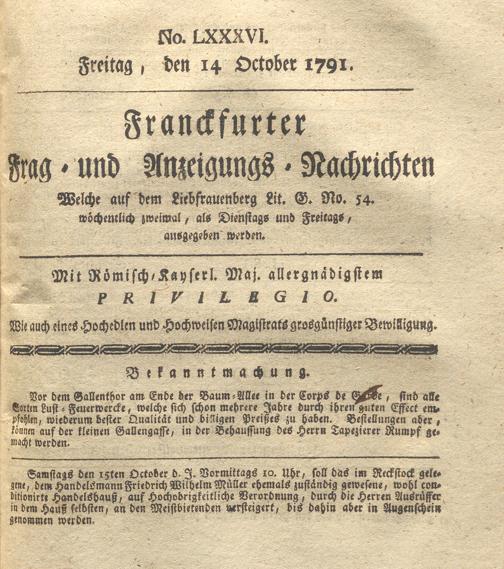 No. LXXXVI.
Freitag, den 14 October 1791.
Franckfurter
Frag- und Anzeigungs-Nachrichten
Welche auf dem Liebfrauenberg Lit. G. No. 54.
wöchentlich zweimal, als Dienstags und Freitags,
ausgegeben werden.
Mit Römisch-Kayserl. Maj. allergnädigstem
PRIVILEGIO.
Wie auch eines Hochedlen und Hochweisen Magistrats grosgünstiger Bewilligung.
Bekanntmachung.
Vor dem Gallenthor am Ende der Baum-Allee in der Corps de Garde, sind alle
Sorten Lust-Feuerwercke, welche sich schon mehrere Jahre durch ihren guten Effect em-
pfohlen, wiederum bester Qualität und billigen Preißes zu haben. Bestellungen aber,
können auf der kleinen Gallengasse, in der Behaussung des Herrn Tapezierer Rumpf ge-
macht werden.
Samstags den 15ten October d. J. Vormittags 10. Uhr, soll das im Reckstock gele-
gene, dem Handelsmann Friedrich Wilhelm Müller ehemals zuständig gewesene, wohl con-
ditionirte Handelshauß, auf Hochobrigkeitliche Verordnung, durch die Herren Ausrüffer
in dem Hauß selbsten, an den Meistbietenden versteigert, bis dahin aber in Augenschein
genommen werden.